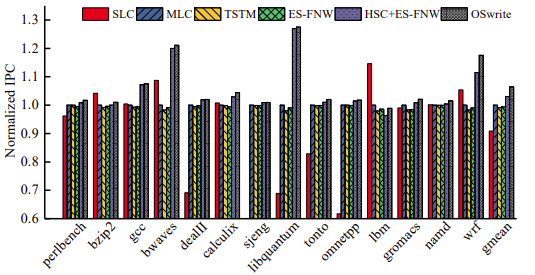 SLC MLC TSTM ES-FNW HSC+ES-FNW OSwrite
Normalized IPC
1.3
1.2
1.1
1.0
0.9
0.8
0.7
0.6
perlbench bzip2 gcc bwaves dealII calculix sjeng libquantum tonto omnetpp lbm gromacs namd wrf gmean